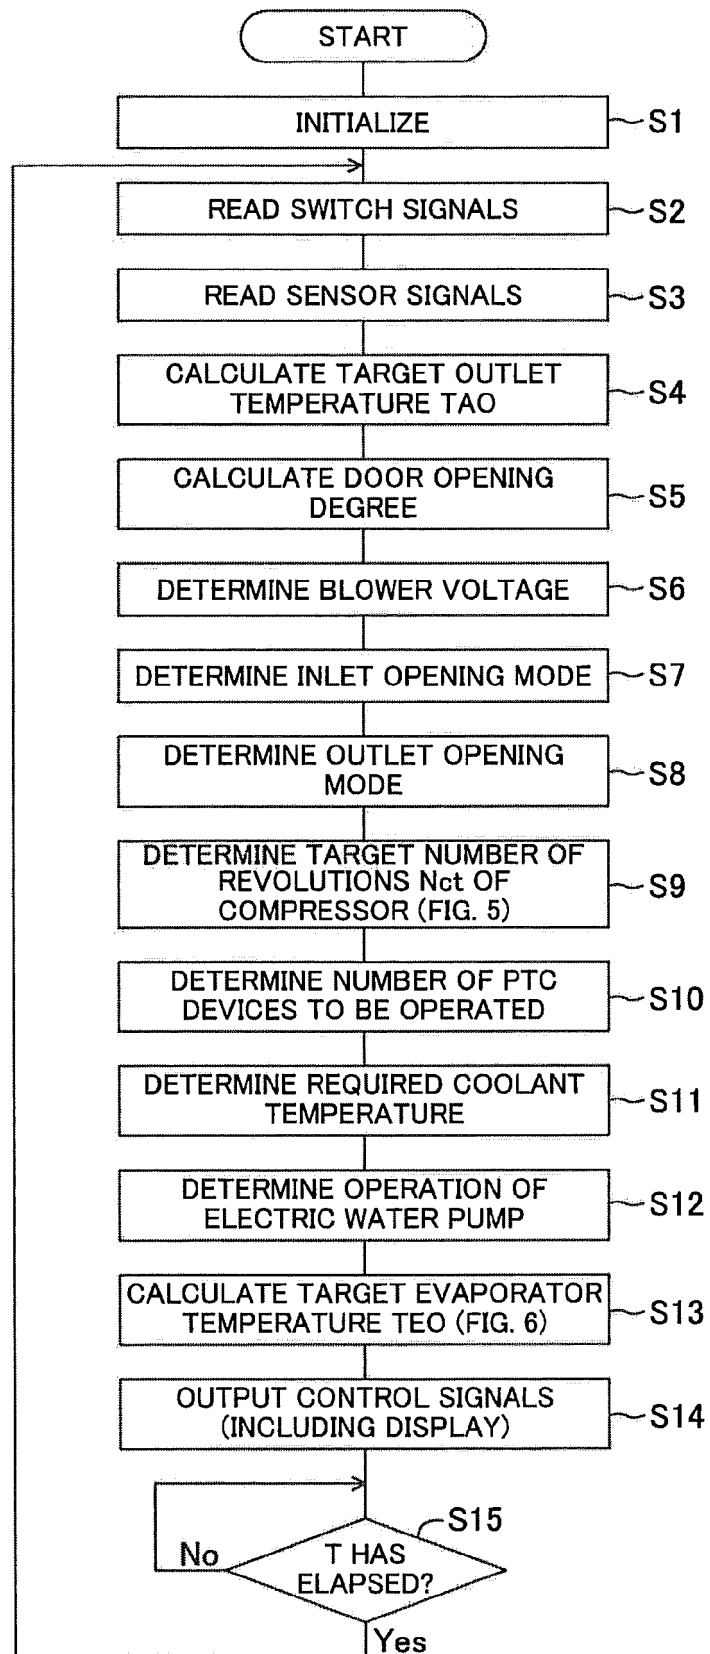 START
INITIALIZE
S1
READ SWITCH SIGNALS
S2
READ SENSOR SIGNALS
S3
CALCULATE TARGET OUTLET
TEMPERATURE TAO
S4
CALCULATE DOOR OPENING
DEGREE
S5
DETERMINE BLOWER VOLTAGE
S6
DETERMINE INLET OPENING MODE
S7
DETERMINE OUTLET OPENING
MODE
S8
DETERMINE TARGET NUMBER OF
REVOLUTIONS Nct OF
COMPRESSOR (FIG. 5)
S9
DETERMINE NUMBER OF PTC
DEVICES TO BE OPERATED
S10
DETERMINE REQUIRED COOLANT
TEMPERATURE
S11
DETERMINE OPERATION OF
ELECTRIC WATER PUMP
S12
CALCULATE TARGET EVAPORATOR
TEMPERATURE TEO (FIG. 6)
S13
OUTPUT CONTROL SIGNALS
(INCLUDING DISPLAY)
S14
S15
No
T HAS
ELAPSED?
Yes